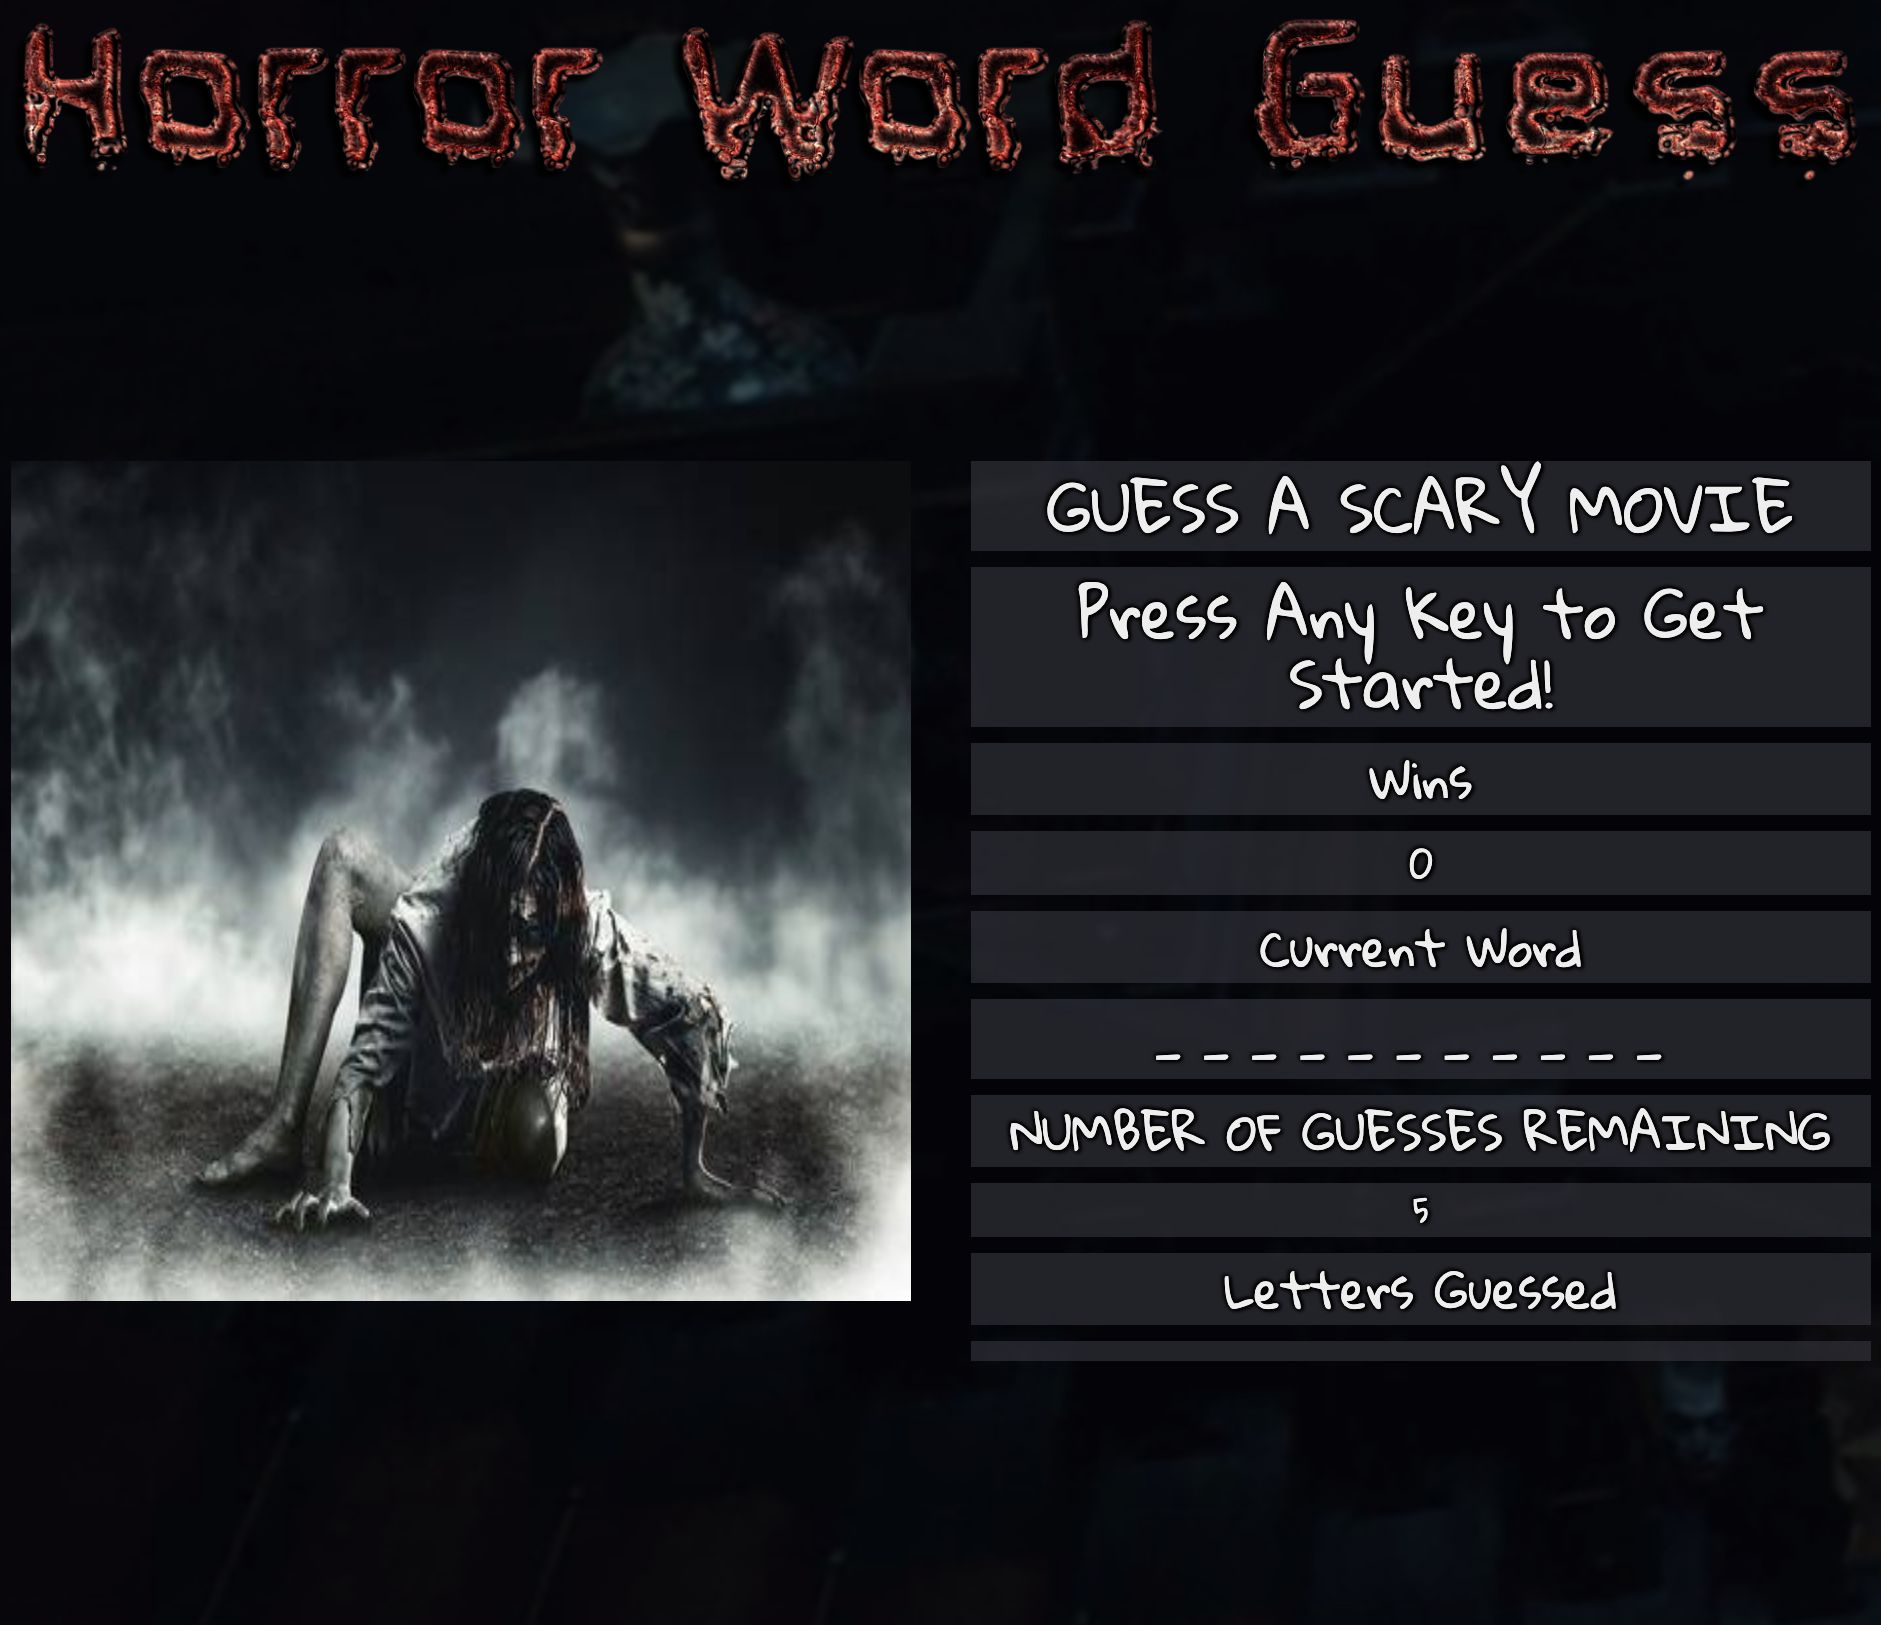 Horror Word Guess
GUESS A SCARY MOVIE
Press Any Key to Get
Started!
Wins
0
Current Word
_ _ _ _ _ _ _ _ _ _ _
NUMBER OF GUESSES REMAINING
5
Letters Guessed